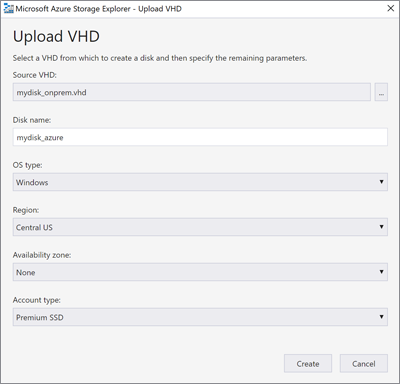 Microsoft Azure Storage Explorer - Upload VHD
Upload VHD
Select a VHD from which to create a disk and then specify the remaining parameters.
Source VHD:
mydisk_onprem.vhd
...
Disk name:
mydisk_azure
OS type:
Windows
Region:
Central US
Availability zone:
None
Account type:
Premium SSD
Create Cancel